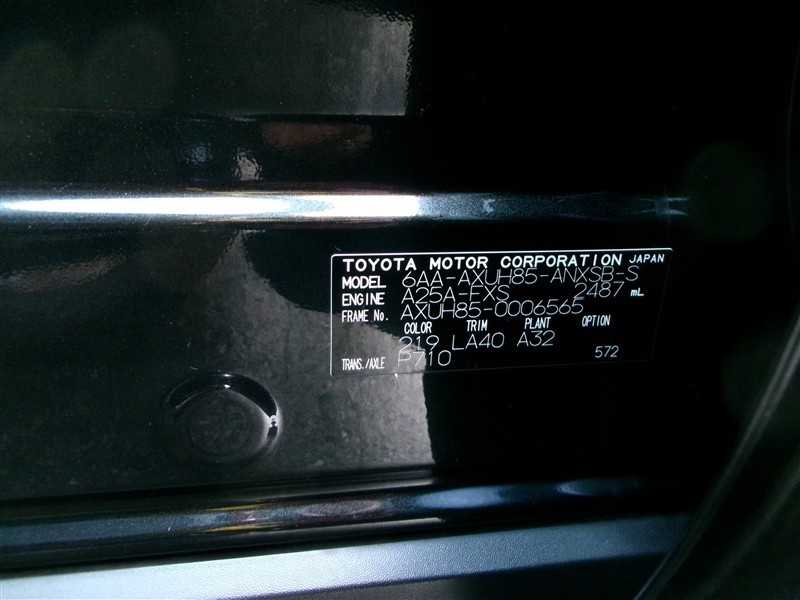 TOYOTA MOTOR CORPORATION JAPAN
MODEL 6AA-AXUH85-ANXSB-S
ENGINE A25A-FXS 2487 mL
FRAME No. AXUH85-0006565
COLOR TRIM PLANT OPTION
219 LA40 A32
TRANS./AXLE P710 572